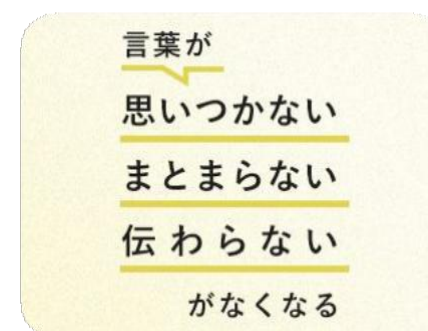 言葉が
思いつかない
まとまらない
伝わらない
がなくなる